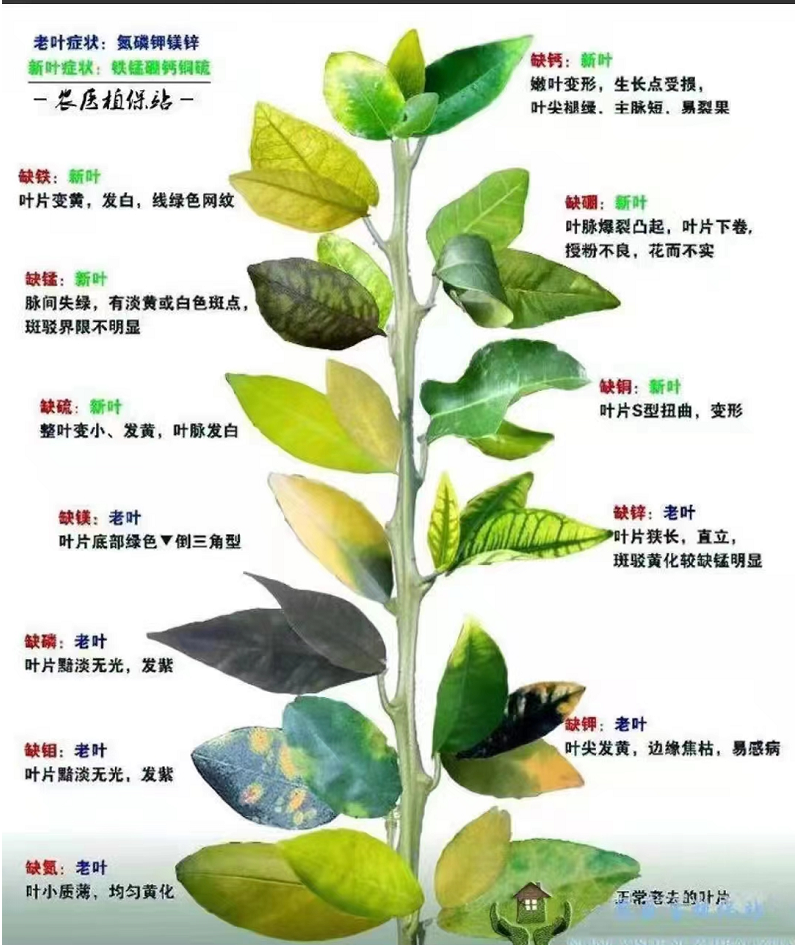 老叶症状：氮磷钾镁锌
新叶症状：铁锰硼钙铜硫
—农医植保站—
缺钙：新叶
嫩叶变形，生长点受损，
叶尖褪绿、主脉短、易裂果
缺铁：新叶
叶片变黄，发白，线绿色网纹
缺硼：新叶
叶脉爆裂凸起，叶片下卷，
授粉不良，花而不实
缺锰：新叶
脉间失绿，有淡黄或白色斑点，
斑驳界限不明显
缺铜：新叶
叶片S型扭曲，变形
缺硫：新叶
整叶变小、发黄，叶脉发白
缺镁：老叶
叶片底部绿色▼倒三角型
缺锌：老叶
叶片狭长，直立，
斑驳黄化较缺锰明显
缺磷：老叶
叶片黯淡无光，发紫
缺钾：老叶
叶尖发黄，边缘焦枯，易感病
缺钼：老叶
叶片黯淡无光，发紫
缺氮：老叶
叶小质薄，均匀黄化
正常老去的叶片